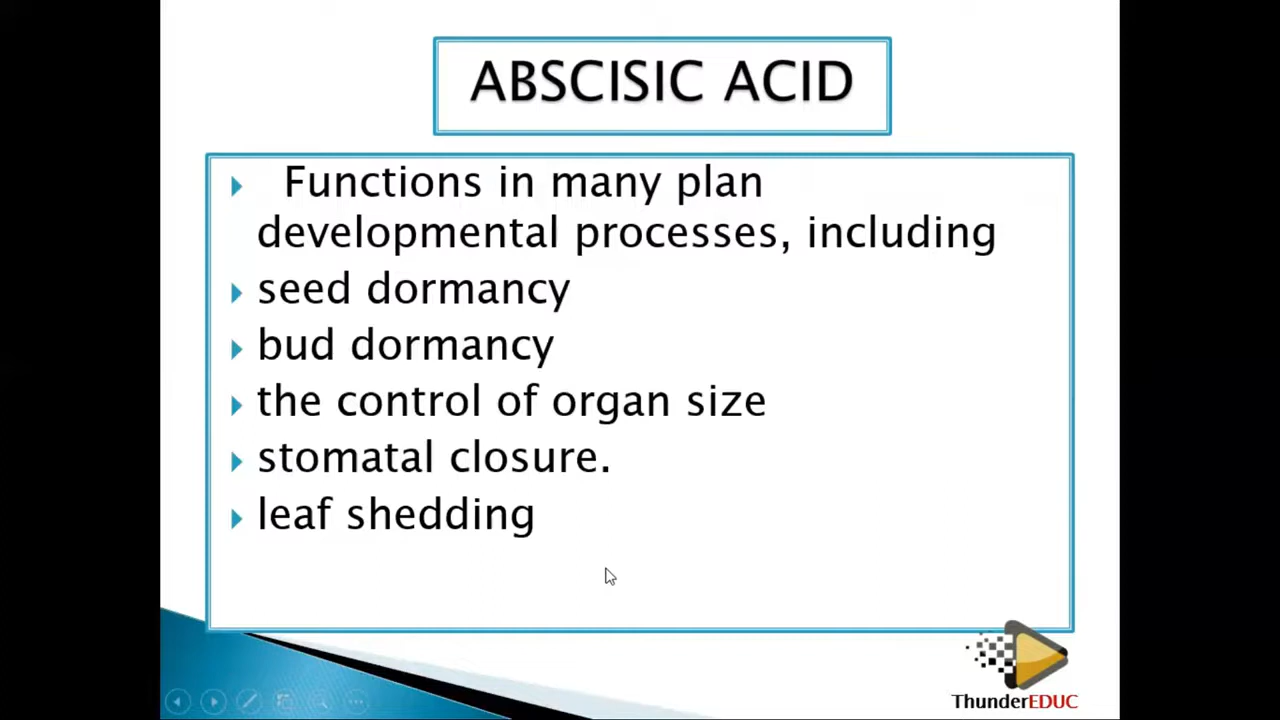 ABSCISIC ACID
Functions in many plan
developmental processes, including
seed dormancy
bud dormancy
the control of organ size
stomatal closure.
leaf shedding
ThunderEDUC